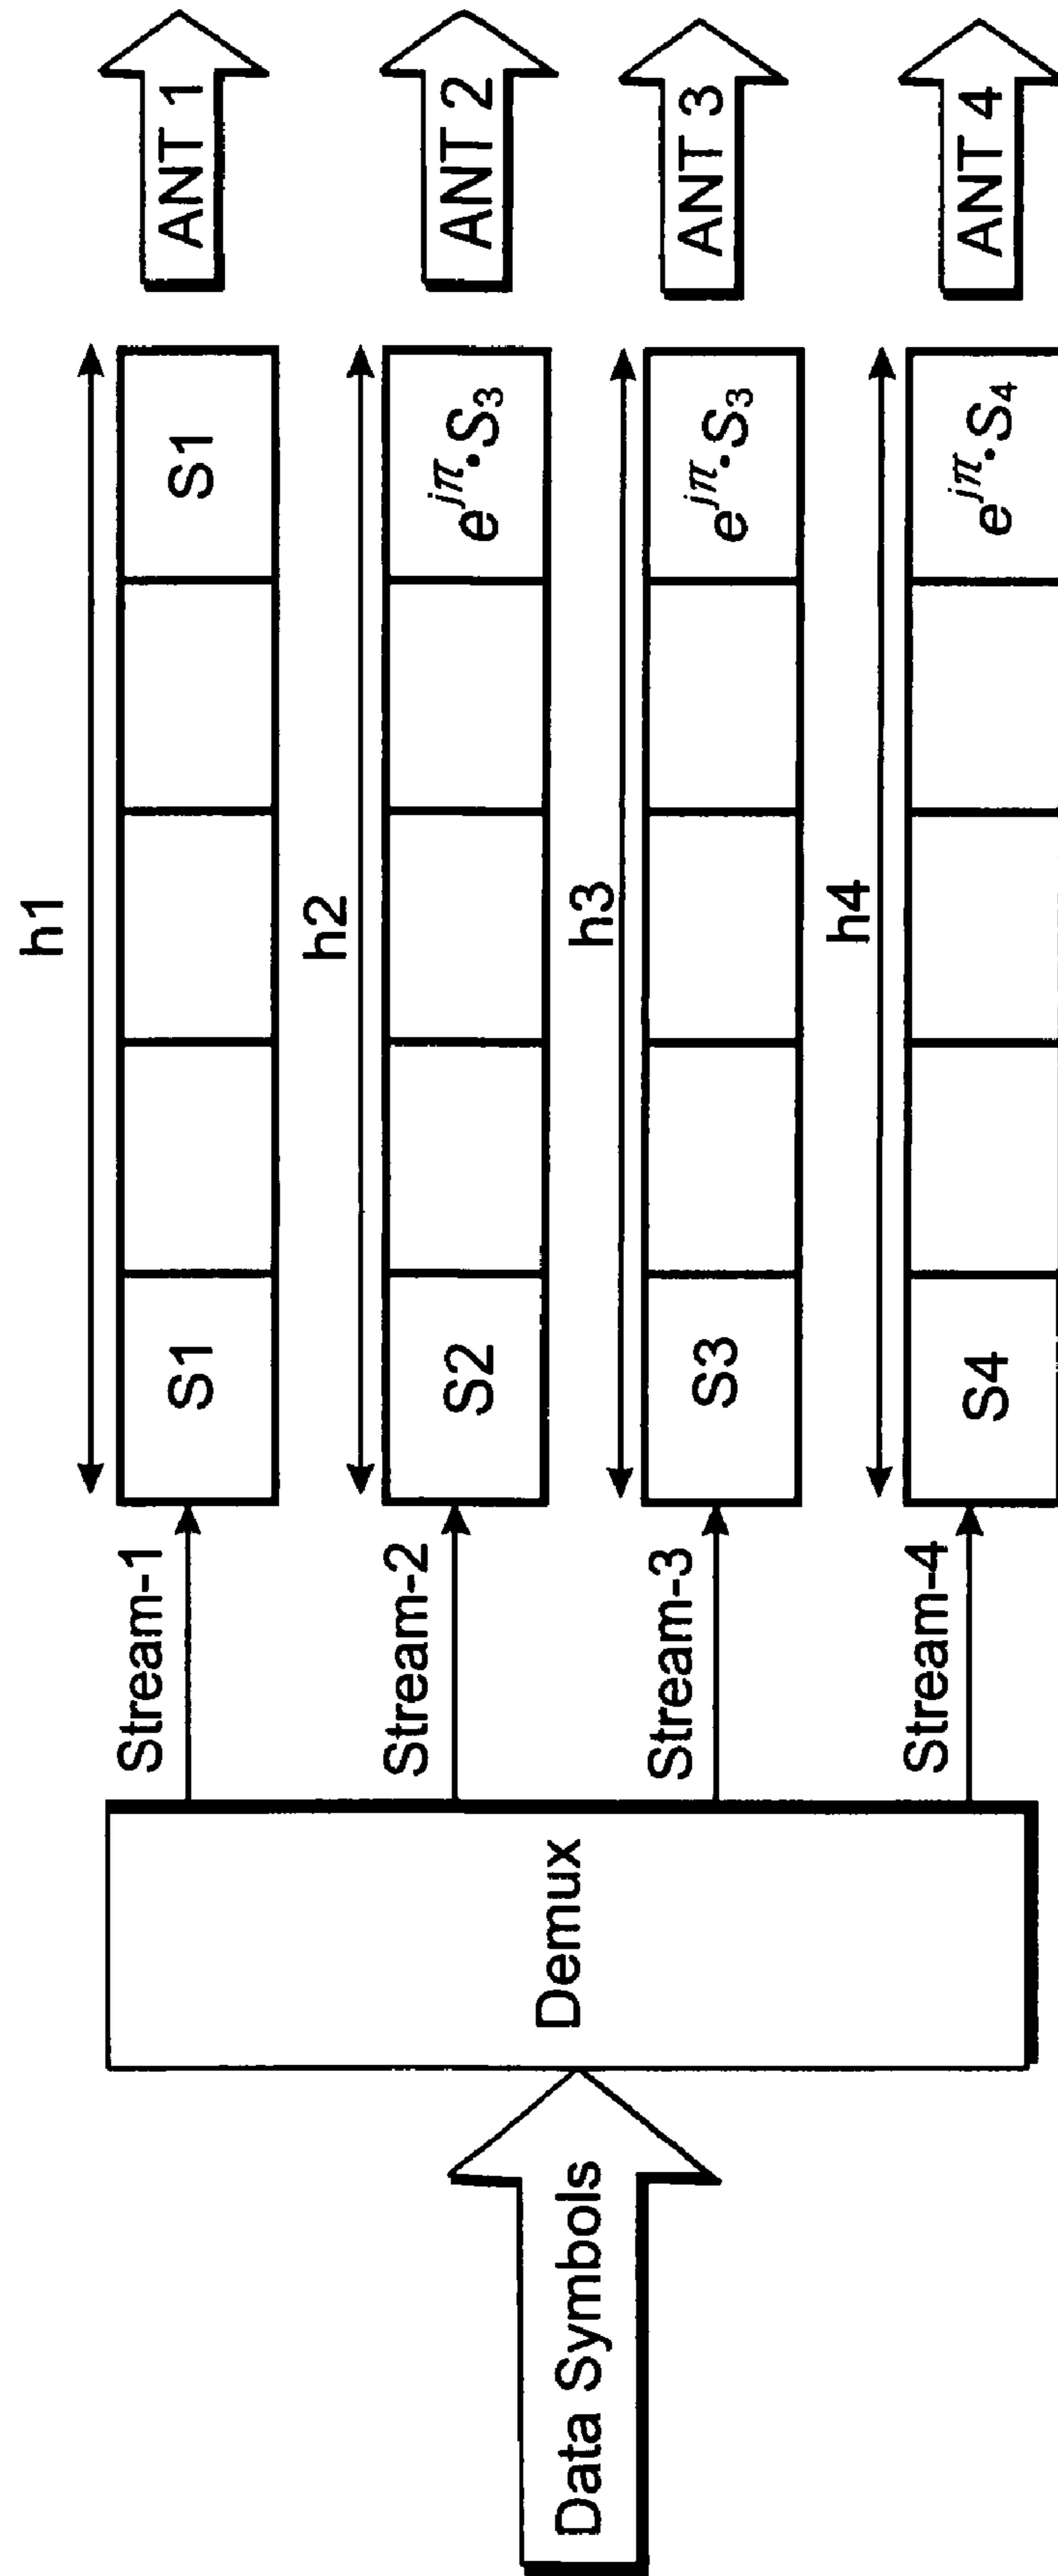 Data Symbols
Demux
Stream-1
h1
S1
S1
ANT 1
Stream-2
h2
S2
e^{jπ}·S₃
ANT 2
Stream-3
h3
S3
e^{jπ}·S₃
ANT 3
Stream-4
h4
S4
e^{jπ}·S₄
ANT 4